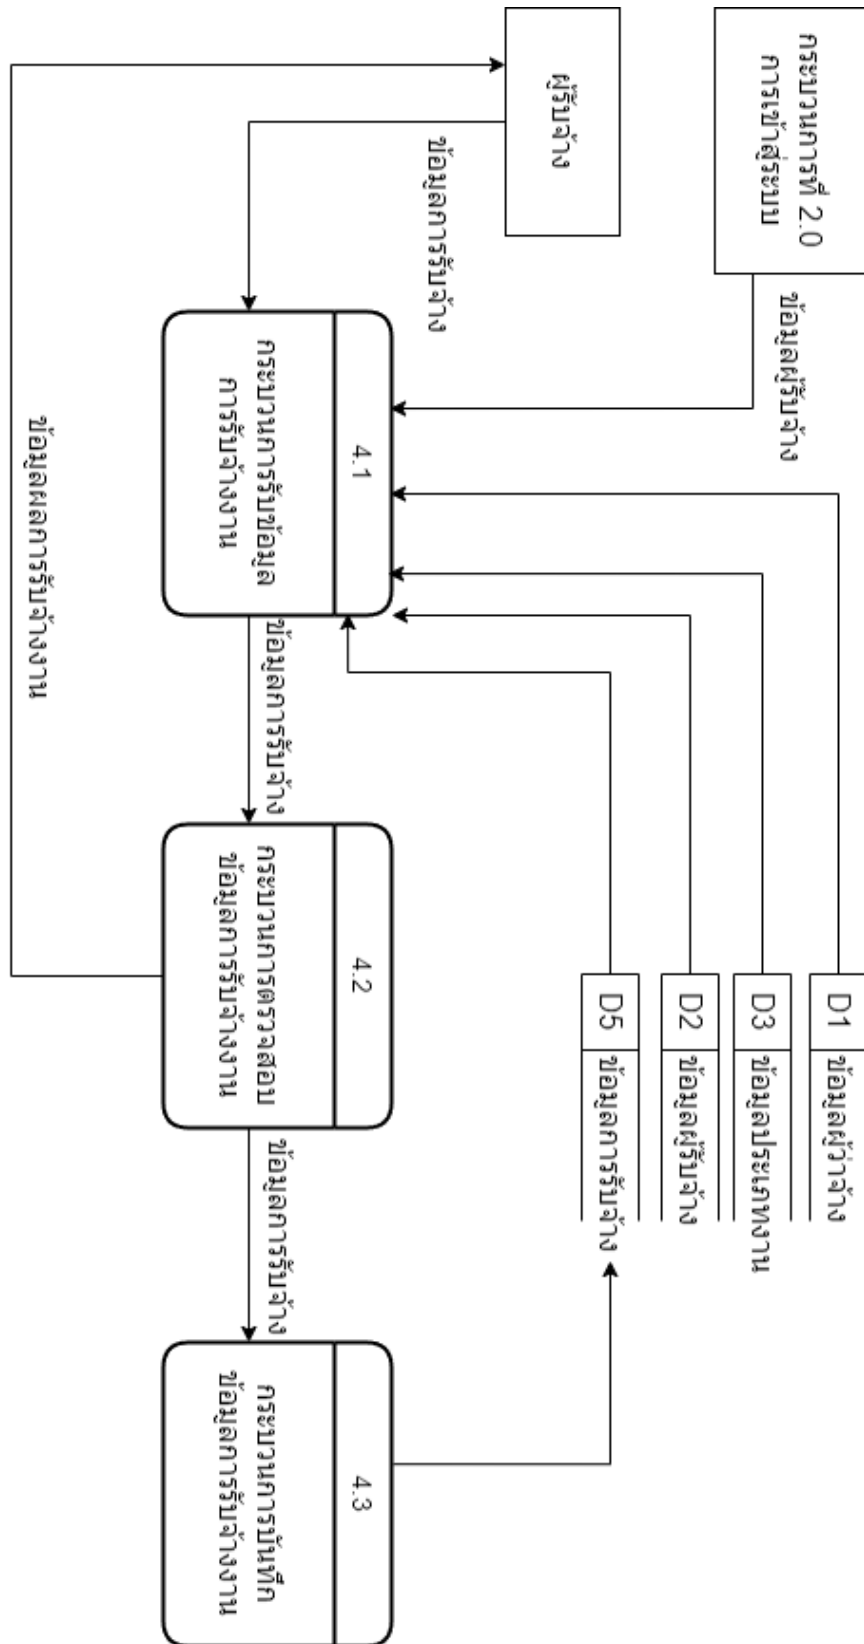 กระบวนการที่ 2.0
การเข้าสู่ระบบ
ข้อมูลผู้รับจ้าง
ผู้รับจ้าง
ข้อมูลการรับจ้าง
4.1
กระบวนการรับข้อมูล
การรับจ้างงาน
ข้อมูลการรับจ้าง
ข้อมูลผลการรับจ้างงาน
4.2
กระบวนการตรวจสอบ
ข้อมูลการรับจ้างงาน
ข้อมูลการรับจ้าง
4.3
กระบวนการบันทึก
ข้อมูลการรับจ้างงาน
D1 ข้อมูลผู้ว่าจ้าง
D3 ข้อมูลประเภทงาน
D2 ข้อมูลผู้รับจ้าง
D5 ข้อมูลการรับจ้าง